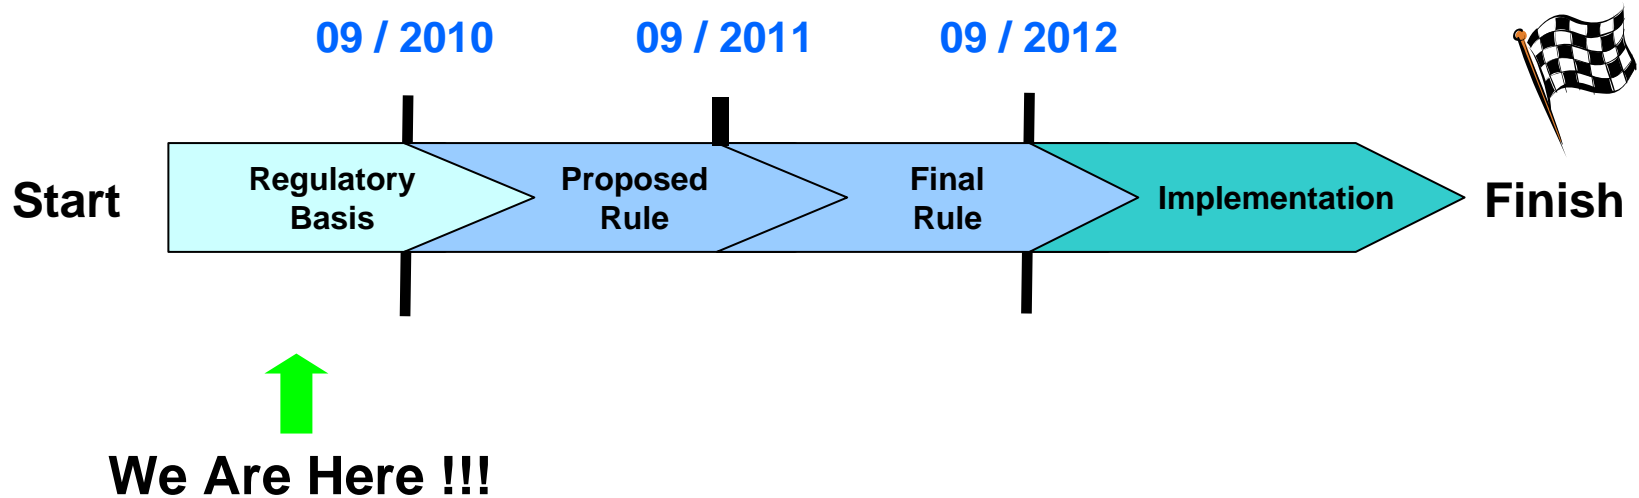 09 / 2010
09 / 2011
09 / 2012
Start
Regulatory
Basis
Proposed
Rule
Final
Rule
Implementation
Finish
We Are Here !!!